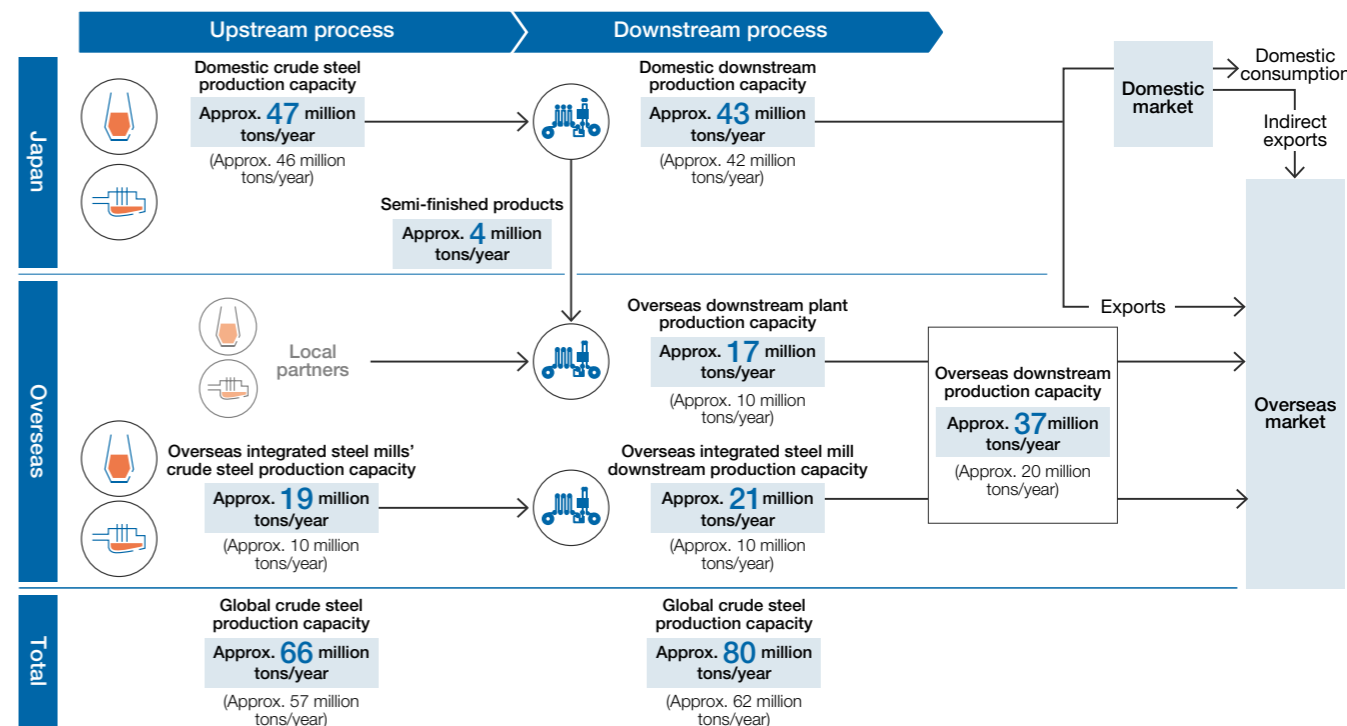 Upstream process
Downstream process
Japan
Domestic crude steel
production capacity
Approx. 47 million
tons/year
(Approx. 46 million
tons/year)
Domestic downstream
production capacity
Approx. 43 million
tons/year
(Approx. 42 million
tons/year)
Domestic
market
Domestic
consumption
Indirect
exports
Semi-finished products
Approx. 4 million
tons/year
Overseas
Local
partners
Overseas downstream plant
production capacity
Approx. 17 million
tons/year
(Approx. 10 million
tons/year)
Exports
Overseas downstream
production capacity
Approx. 37 million
tons/year
(Approx. 20 million
tons/year)
Overseas
market
Overseas integrated steel mills’
crude steel production capacity
Approx. 19 million
tons/year
(Approx. 10 million
tons/year)
Overseas integrated steel mill
downstream production capacity
Approx. 21 million
tons/year
(Approx. 10 million
tons/year)
Total
Global crude steel
production capacity
Approx. 66 million
tons/year
(Approx. 57 million
tons/year)
Global crude steel
production capacity
Approx. 80 million
tons/year
(Approx. 62 million
tons/year)